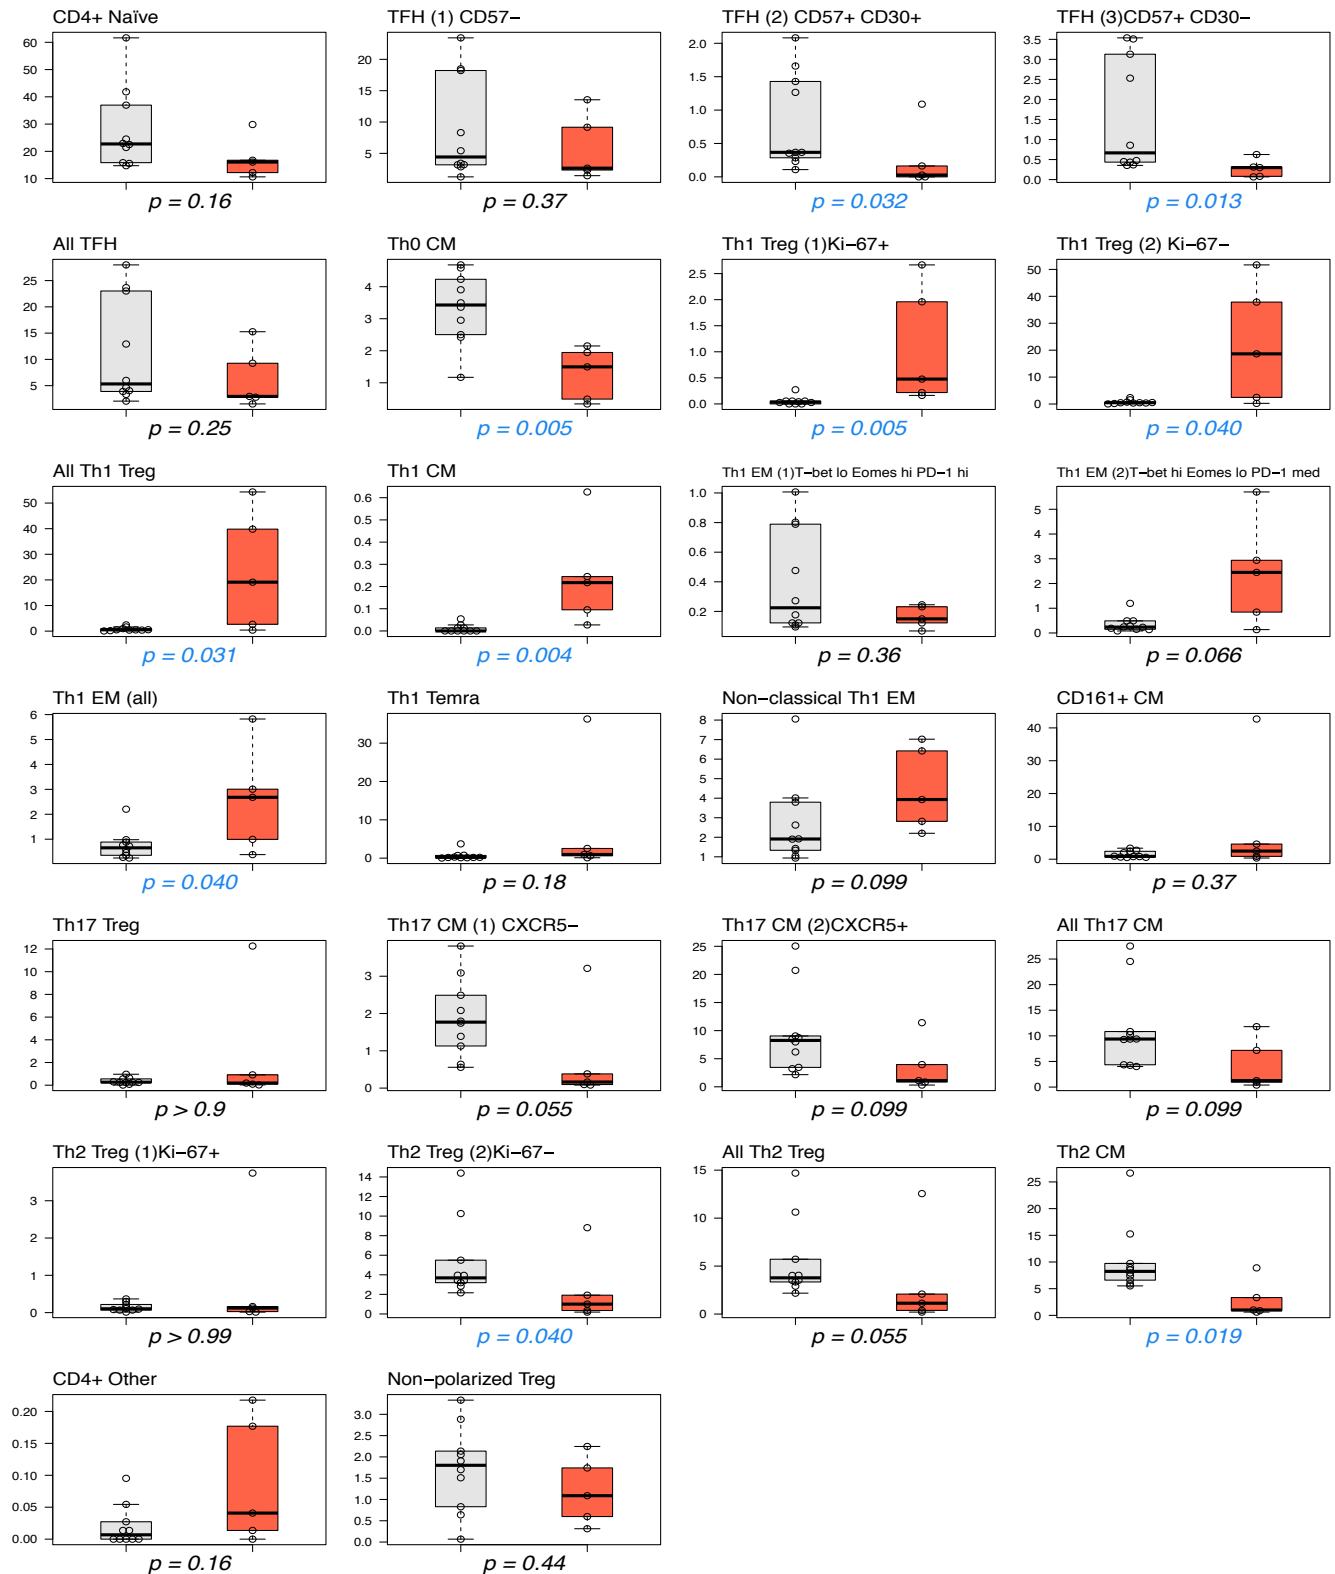 CD4+ Naïve
TFH (1) CD57−
TFH (2) CD57+ CD30+
TFH (3)CD57+ CD30−
60
50
40
30
20
10
20
15
10
5
2.0
1.5
1.0
0.5
0.0
3.5
3.0
2.5
2.0
1.5
1.0
0.5
0.0
p = 0.16
p = 0.37
p = 0.032
p = 0.013
All TFH
Th0 CM
Th1 Treg (1)Ki−67+
Th1 Treg (2) Ki−67−
25
20
15
10
5
4
3
2
1
2.5
2.0
1.5
1.0
0.5
0.0
50
40
30
20
10
0
p = 0.25
p = 0.005
p = 0.005
p = 0.040
All Th1 Treg
Th1 CM
Th1 EM (1)T−bet lo Eomes hi PD−1 hi
Th1 EM (2)T−bet hi Eomes lo PD−1 med
50
40
30
20
10
0
0.6
0.5
0.4
0.3
0.2
0.1
0.0
1.0
0.8
0.6
0.4
0.2
5
4
3
2
1
0
p = 0.031
p = 0.004
p = 0.36
p = 0.066
Th1 EM (all)
Th1 Temra
Non−classical Th1 EM
CD161+ CM
6
5
4
3
2
1
30
20
10
0
8
7
6
5
4
3
2
1
40
30
20
10
0
p = 0.040
p = 0.18
p = 0.099
p = 0.37
Th17 Treg
Th17 CM (1) CXCR5−
Th17 CM (2)CXCR5+
All Th17 CM
12
10
8
6
4
2
0
3
2
1
0
25
20
15
10
5
0
25
20
15
10
5
0
p > 0.9
p = 0.055
p = 0.099
p = 0.099
Th2 Treg (1)Ki−67+
Th2 Treg (2)Ki−67−
All Th2 Treg
Th2 CM
3
2
1
0
14
12
10
8
6
4
2
0
15
10
5
0
25
20
15
10
5
0
p > 0.99
p = 0.040
p = 0.055
p = 0.019
CD4+ Other
Non−polarized Treg
0.20
0.15
0.10
0.05
0.00
3.0
2.5
2.0
1.5
1.0
0.5
0.0
p = 0.16
p = 0.44